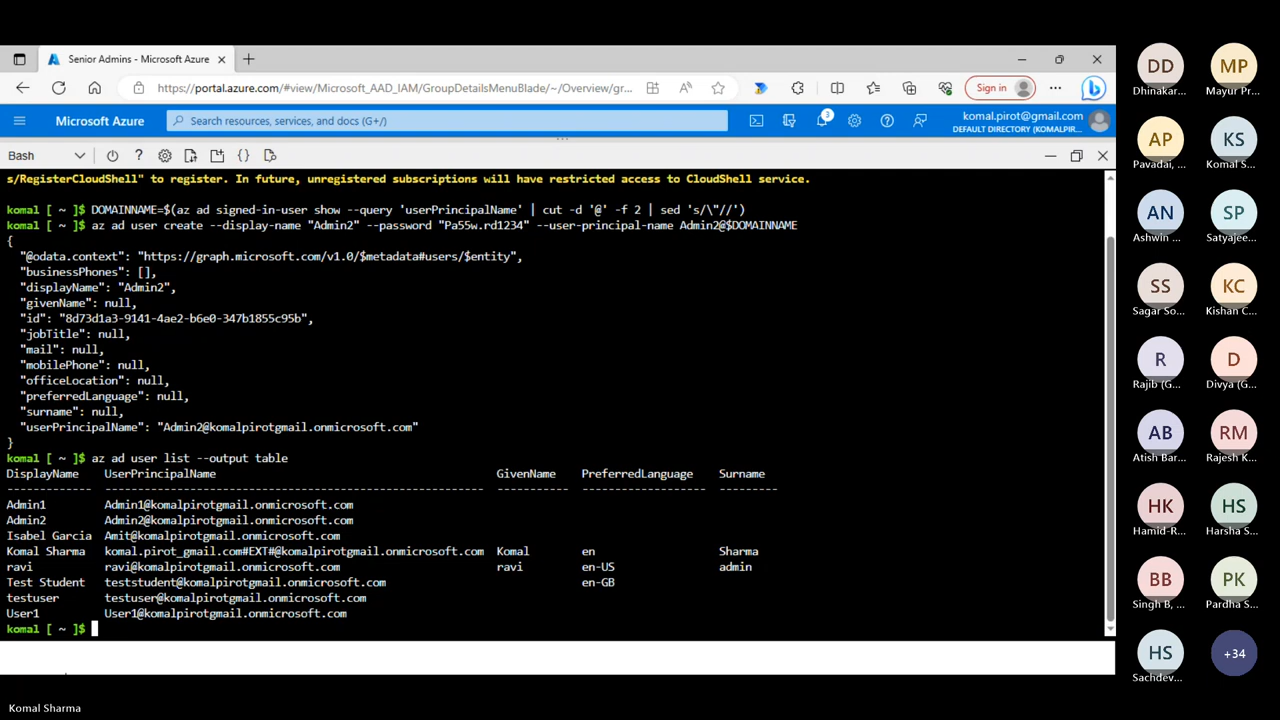 Senior Admins - Microsoft Azure
https://portal.azure.com/#view/Microsoft_AAD_IAM/GroupDetailsMenuBlade/~/Overview/gr...
Sign in
Microsoft Azure
Search resources, services, and docs (G+/)
3
komal.pirot@gmail.com
DEFAULT DIRECTORY (KOMALPIR...
Bash
s/RegisterCloudShell" to register. In future, unregistered subscriptions will have restricted access to CloudShell service.
komal [ ~ ]$ DOMAINNAME=$(az ad signed-in-user show --query 'userPrincipalName' | cut -d '@' -f 2 | sed 's/\"//')
komal [ ~ ]$ az ad user create --display-name "Admin2" --password "Pa55w.rd1234" --user-principal-name Admin2@$DOMAINNAME
{
"@odata.context": "https://graph.microsoft.com/v1.0/$metadata#users/$entity",
"businessPhones": [],
"displayName": "Admin2",
"givenName": null,
"id": "8d73d1a3-9141-4ae2-b6e0-347b1855c95b",
"jobTitle": null,
"mail": null,
"mobilePhone": null,
"officeLocation": null,
"preferredLanguage": null,
"surname": null,
"userPrincipalName": "Admin2@komalpirotgmail.onmicrosoft.com"
}
komal [ ~ ]$ az ad user list --output table
DisplayName UserPrincipalName GivenName PreferredLanguage Surname
Admin1 Admin1@komalpirotgmail.onmicrosoft.com
Admin2 Admin2@komalpirotgmail.onmicrosoft.com
Isabel Garcia Amit@komalpirotgmail.onmicrosoft.com
Komal Sharma komal.pirot_gmail.com#EXT#@komalpirotgmail.onmicrosoft.com Komal en Sharma
ravi ravi@komalpirotgmail.onmicrosoft.com ravi en-US admin
Test Student teststudent@komalpirotgmail.onmicrosoft.com en-GB
testuser testuser@komalpirotgmail.onmicrosoft.com
User1 User1@komalpirotgmail.onmicrosoft.com
komal [ ~ ]$
Komal Sharma
DD MP
Dhinakar... Mayur Pr...
AP KS
Pavadai, ... Komal S...
AN SP
Ashwin ... Satyajee...
SS KC
Sagar So... Kishan C...
R D
Rajib (G... Divya (G...
AB RM
Atish Bar... Rajesh K...
HK HS
Hamid-R... Harsha S...
BB PK
Singh B, ... Pardha S...
HS +34
Sachdev...